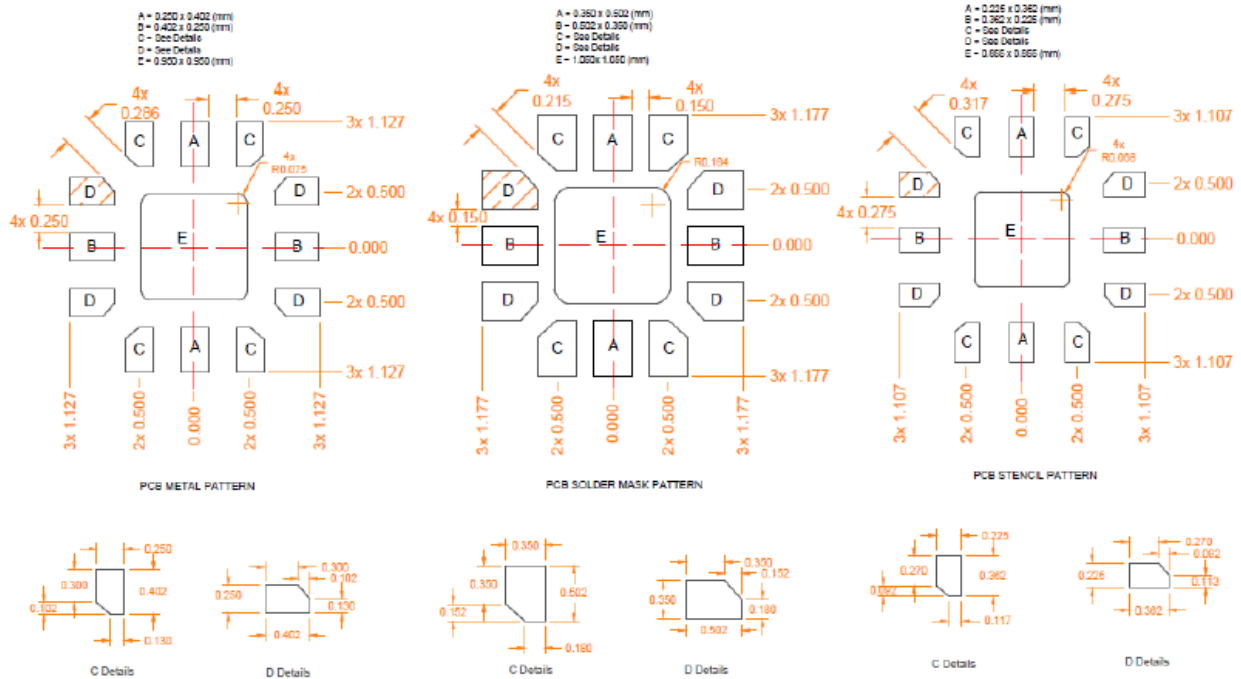 A = 0.250 x 0.402 (mm)
B = 0.402 x 0.250 (mm)
C = See Details
D = See Details
E = 0.950 x 0.950 (mm)
4x
0.286
4x
0.250
3x 1.127
C
A
C
4x
R0.075
D
D
2x 0.500
4x 0.250
E
B
B
0.000
D
D
2x 0.500
C
A
C
3x 1.127
3x 1.127
2x 0.500
0.000
2x 0.500
3x 1.127
PCB METAL PATTERN
0.250
0.300
0.402
0.102
0.130
C Details
0.300
0.102
0.250
0.130
0.402
D Details
A = 0.350 x 0.502 (mm)
B = 0.502 x 0.350 (mm)
C = See Details
D = See Details
E = 1.050x 1.050 (mm)
4x
0.215
4x
0.150
3x 1.177
C
A
C
R0.164
D
D
2x 0.500
4x 0.150
E
B
B
0.000
D
D
2x 0.500
C
A
C
3x 1.177
3x 1.177
2x 0.500
0.000
2x 0.500
3x 1.177
PCB SOLDER MASK PATTERN
0.350
0.350
0.502
0.152
0.180
C Details
0.350
0.152
0.350
0.180
0.502
D Details
A = 0.225 x 0.362 (mm)
B = 0.362 x 0.225 (mm)
C = See Details
D = See Details
4x
0.317
4x
0.275
3x 1.107
C
A
C
4x
D
D
2x 0.500
4x 0.275
E
B
B
0.000
D
D
2x 0.500
C
A
C
3x 1.107
3x 1.107
2x 0.500
0.000
2x 0.500
3x 1.107
PCB STENCIL PATTERN
0.225
0.270
0.362
0.092
0.117
C Details
0.270
0.092
0.225
0.113
0.362
D Details